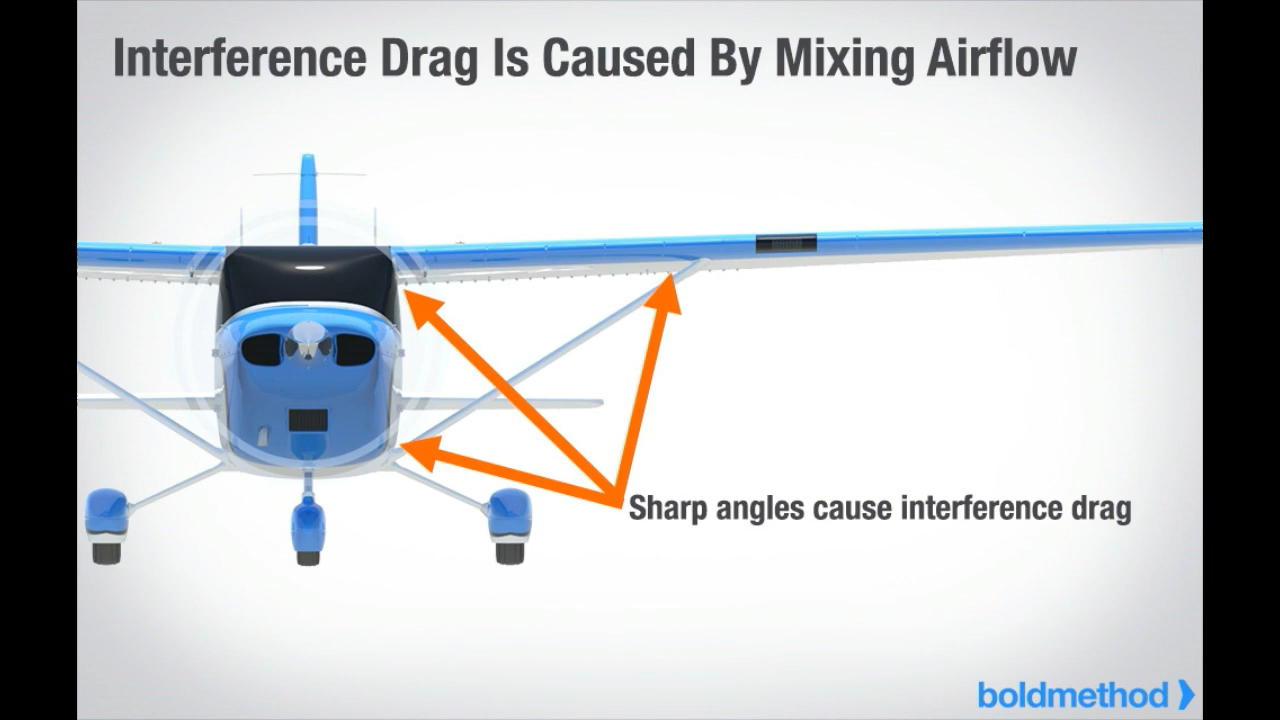 Interference Drag Is Caused By Mixing Airflow
Sharp angles cause interference drag
boldmethod